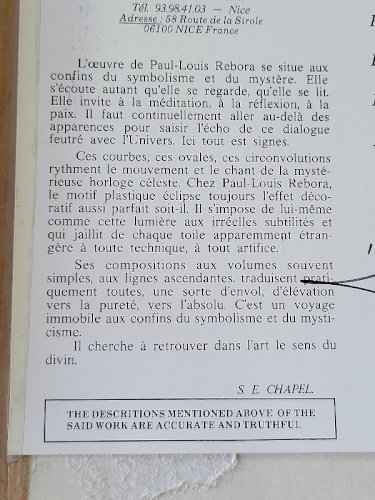 Tél. 93.98.41.03 — Nice
Adresse : 58 Route de la Sirole
06100 NICE France
L'œuvre de Paul-Louis Rebora se situe aux
confins du symbolisme et du mystère. Elle
s'écoute autant qu'elle se regarde, qu'elle se lit.
Elle invite à la méditation, à la réflexion, à la
paix. Il faut continuellement aller au-delà des
apparences pour saisir l'écho de ce dialogue
feutré avec l'Univers. Ici tout est signes.
Ces courbes, ces ovales, ces circonvolutions
rythment le mouvement et le chant de la mysté-
rieuse horloge céleste. Chez Paul-Louis Rebora,
le motif plastique éclipse toujours l'effet déco-
ratif aussi parfait soit-il. Il s'impose de lui-même
comme cette lumière aux irréelles subtilités et
qui jaillit de chaque toile apparemment étran-
gère à toute technique, à tout artifice.
Ses compositions aux volumes souvent
simples, aux lignes ascendantes, traduisent prati-
quement toutes, une sorte d'envol, d'élévation
vers la pureté, vers l'absolu. C'est un voyage
immobile aux confins du symbolisme et du mysti-
cisme.
Il cherche à retrouver dans l'art le sens du
divin.
S. E. CHAPEL.
THE DESCRITIONS MENTIONED ABOVE OF THE
SAID WORK ARE ACCURATE AND TRUTHFUL